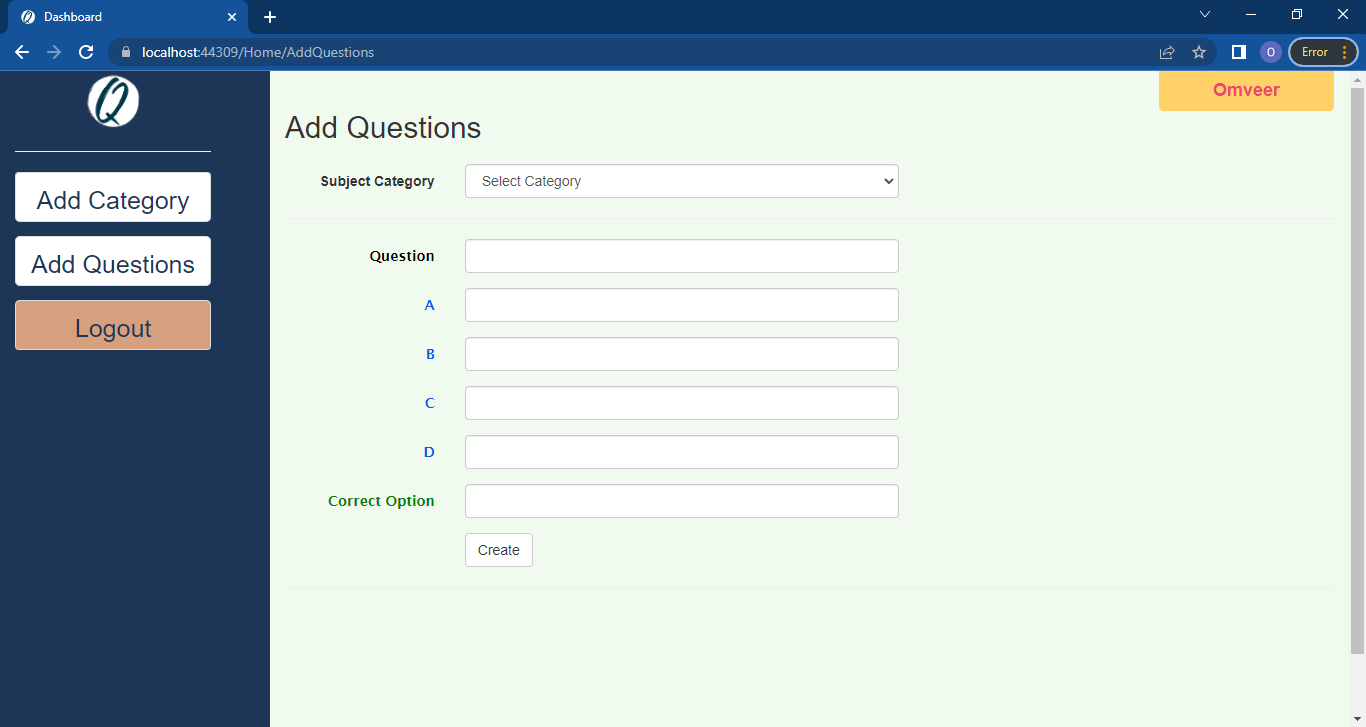 Dashboard
localhost:44309/Home/AddQuestions
O
Error
Q
Add Category
Add Questions
Logout
Omveer
Add Questions
Subject Category
Select Category
Question
A
B
C
D
Correct Option
Create